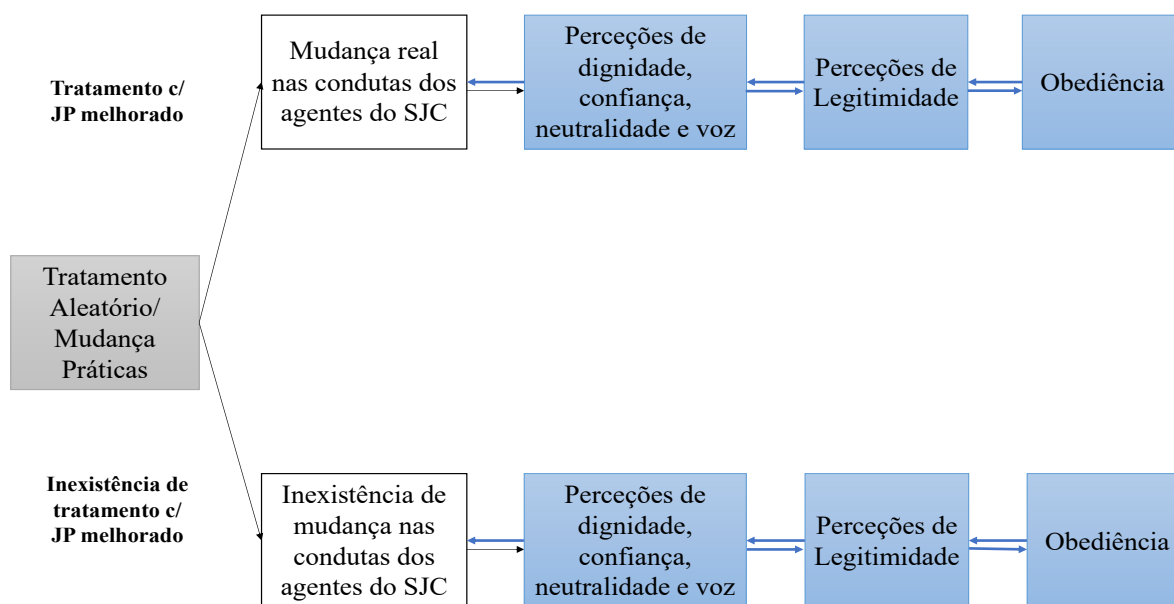 Tratamento c/
JP melhorado
Mudança real
nas condutas dos
agentes do SJC
Perceções de
dignidade,
confiança,
neutralidade e voz
Perceções de
Legitimidade
Obediência
Tratamento
Aleatório/
Mudança
Práticas
Inexistência de
tratamento c/
JP melhorado
Inexistência de
mudança nas
condutas dos
agentes do SJC
Perceções de
dignidade,
confiança,
neutralidade e voz
Perceções de
Legitimidade
Obediência